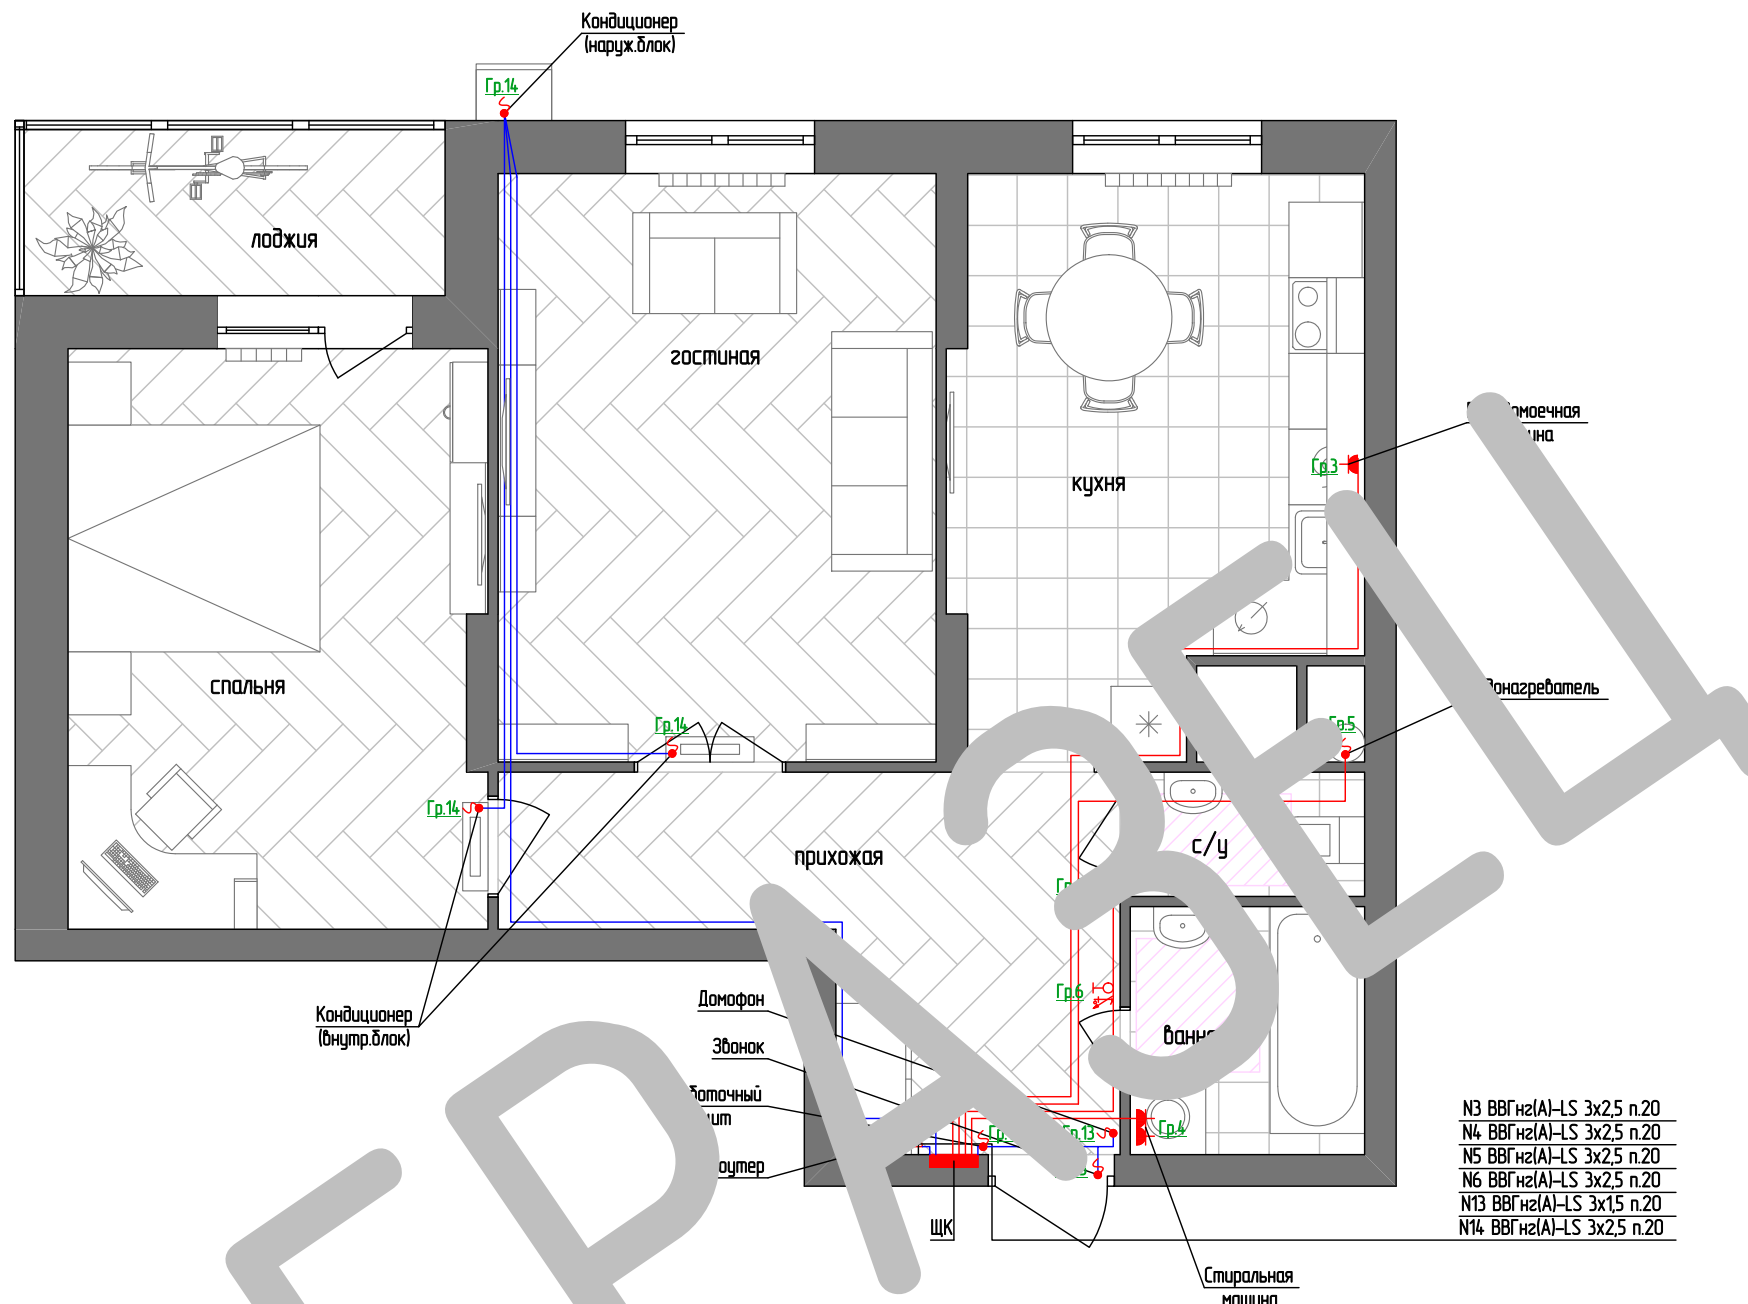 Кондиционер
(наруж.блок)
Гр.14
лоджия
гостиная
кухня
Гр.3
спальня
Гр.14
Гр.5
Гр.14
прихожая
с/у
Гр.6
Домофон
Кондиционер
(внутр.блок)
Звонок
ванна
Гр.4
ЩК
N3 ВВГнг(А)-LS 3х2,5 п.20
N4 ВВГнг(А)-LS 3х2,5 п.20
N5 ВВГнг(А)-LS 3х2,5 п.20
N6 ВВГнг(А)-LS 3х2,5 п.20
N13 ВВГнг(А)-LS 3х1,5 п.20
N14 ВВГнг(А)-LS 3х2,5 п.20
Стиральная
машина